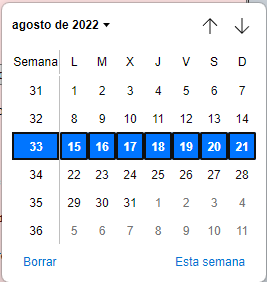 agosto de 2022
Semana L M X J V S D
31 1 2 3 4 5 6 7
32 8 9 10 11 12 13 14
33 15 16 17 18 19 20 21
34 22 23 24 25 26 27 28
35 29 30 31 1 2 3 4
36 5 6 7 8 9 10 11
Borrar Esta semana